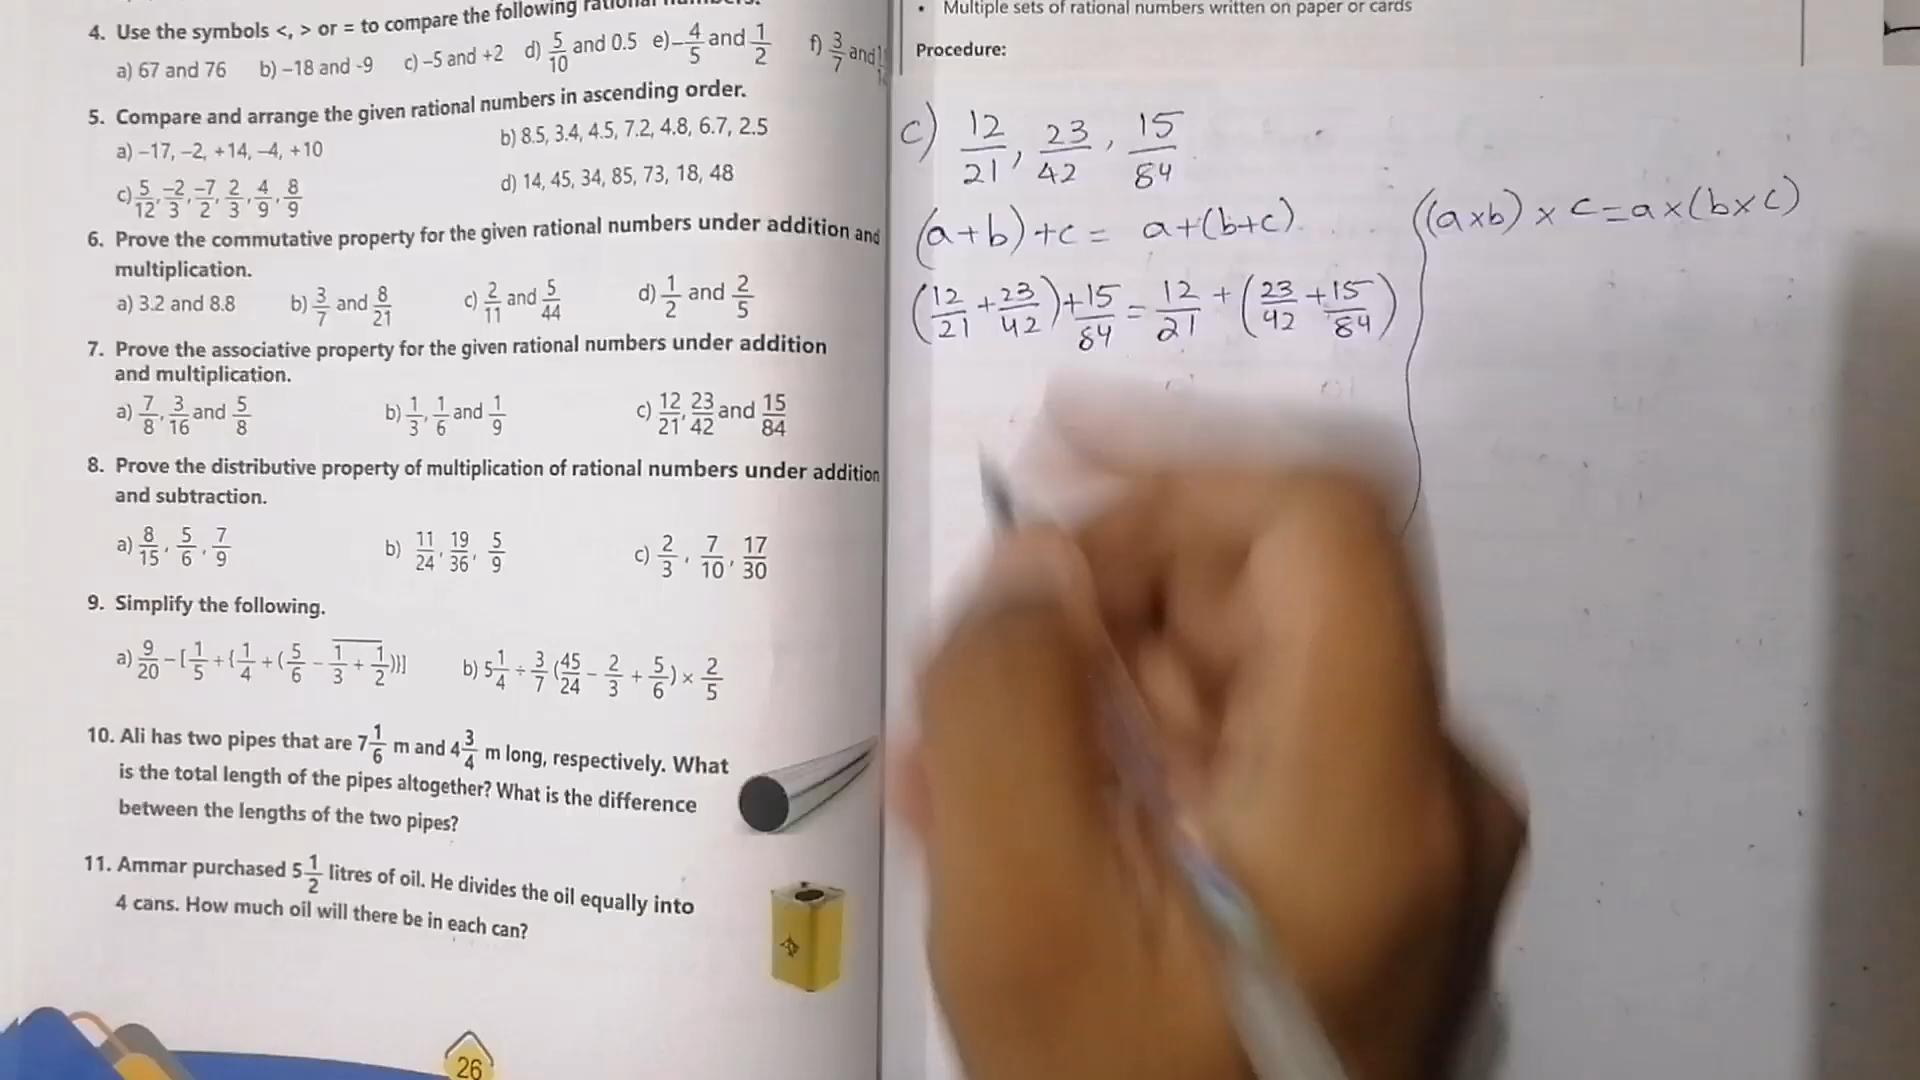 4. Use the symbols <, > or = to compare the following rational numbers.
a) 67 and 76 b) –18 and -9 c) –5 and +2 d) 5/10 and 0.5 e) –4/5 and 1/2 f) 3/7 and
5. Compare and arrange the given rational numbers in ascending order.
a) –17, –2, +14, –4, +10 b) 8.5, 3.4, 4.5, 7.2, 4.8, 6.7, 2.5
c) 5/12, –2/3, –7/2, 2/3, 4/9, 8/9 d) 14, 45, 34, 85, 73, 18, 48
6. Prove the commutative property for the given rational numbers under addition and
multiplication.
a) 3.2 and 8.8 b) 3/7 and 8/21 c) 2/11 and 5/44 d) 1/2 and 2/5
7. Prove the associative property for the given rational numbers under addition
and multiplication.
a) 7/8, 3/16 and 5/8 b) 1/3, 1/6 and 1/9 c) 12/21, 23/42 and 15/84
8. Prove the distributive property of multiplication of rational numbers under addition
and subtraction.
a) 8/15, 5/6, 7/9 b) 11/24, 19/36, 5/9 c) 2/3, 7/10, 17/30
9. Simplify the following.
a) 9/20 – [1/5 + {1/4 + (5/6 – 1/3 + 1/2)}] b) 5 1/4 ÷ 3/7 (45/24 – 2/3 + 5/6) × 2/5
10. Ali has two pipes that are 7 1/6 m and 4 3/4 m long, respectively. What
is the total length of the pipes altogether? What is the difference
between the lengths of the two pipes?
11. Ammar purchased 5 1/2 litres of oil. He divides the oil equally into
4 cans. How much oil will there be in each can?
26
• Multiple sets of rational numbers written on paper or cards
Procedure:
c) 12/21, 23/42, 15/84
(a+b)+c = a+(b+c)
(12/21 + 23/42) + 15/84 = 12/21 + (23/42 + 15/84)
(a×b)×c=a×(b×c)